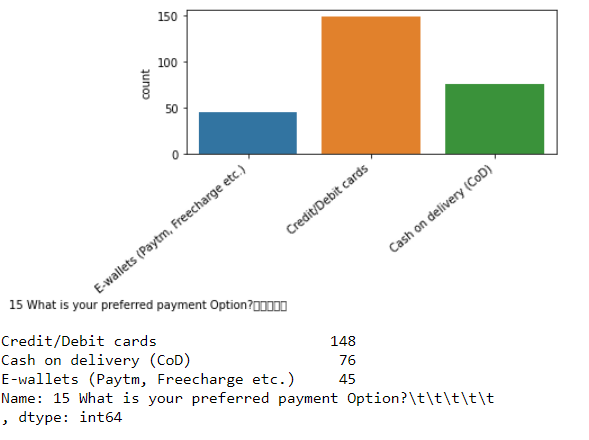 150
100
50
0
count
E-wallets (Paytm, Freecharge etc.)
Credit/Debit cards
Cash on delivery (CoD)
15 What is your preferred payment Option?▯▯▯▯▯
Credit/Debit cards 148
Cash on delivery (CoD) 76
E-wallets (Paytm, Freecharge etc.) 45
Name: 15 What is your preferred payment Option?\t\t\t\t\t
, dtype: int64